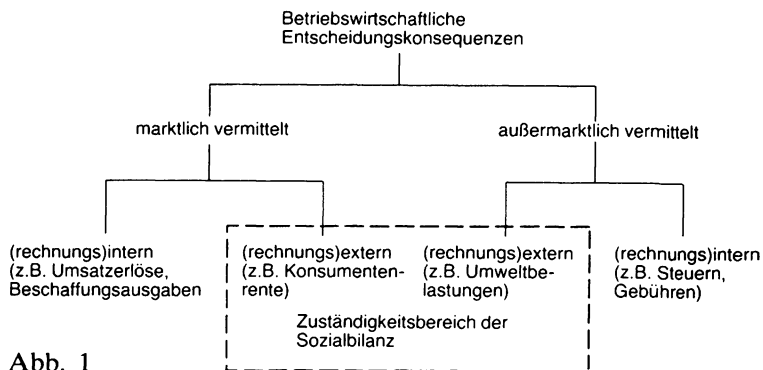 Betriebswirtschaftliche
Entscheidungskonsequenzen
marktlich vermittelt
außermarktlich vermittelt
(rechnungs)intern
(z.B. Umsatzerlöse,
Beschaffungsausgaben
(rechnungs)extern
(z.B. Konsumenten-
rente)
(rechnungs)extern
(z.B. Umweltbe-
lastungen)
(rechnungs)intern
(z.B. Steuern,
Gebühren)
Zuständigkeitsbereich der
Sozialbilanz
Abb. 1